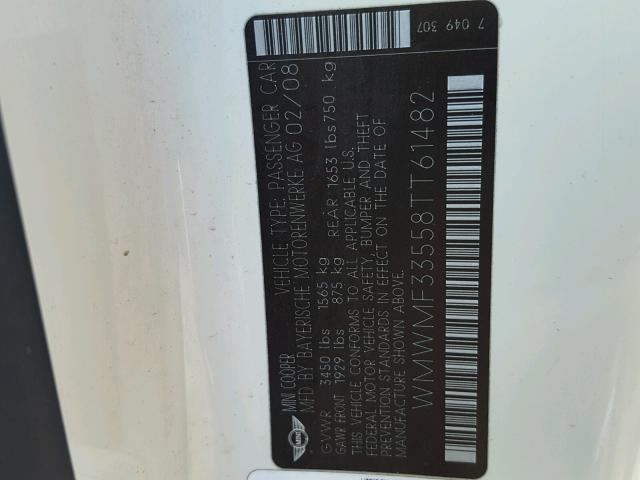 MINI COOPER
VEHICLE TYPE: PASSENGER CAR
MFD BY BAYERISCHE MOTORENWERKE AG 02/08
GVWR 3450 lbs 1565 kg
GAWR FRONT 1929 lbs 875 kg REAR 1653 lbs 750 kg
THIS VEHICLE CONFORMS TO ALL APPLICABLE U.S.
FEDERAL MOTOR VEHICLE SAFETY, BUMPER AND THEFT
PREVENTION STANDARDS IN EFFECT ON THE DATE OF
MANUFACTURE SHOWN ABOVE.
WMWMF33558TT61482
7 049 307
MINI